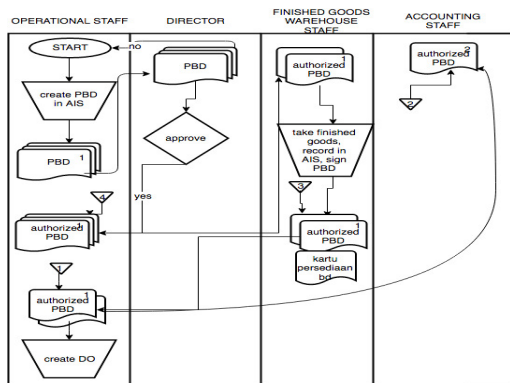 OPERATIONAL STAFF
DIRECTOR
FINISHED GOODS
WAREHOUSE
STAFF
ACCOUNTING
STAFF
START
no
PBD
1
authorized
PBD
2
authorized
PBD
create PBD
in AIS
2
approve
take finished
goods,
record in
AIS, sign
PBD
PBD
1
yes
4
3
authorized
PBD
1
1
authorized
PBD
kartu
persediaan
bd
1
1
authorized
PBD
create DO